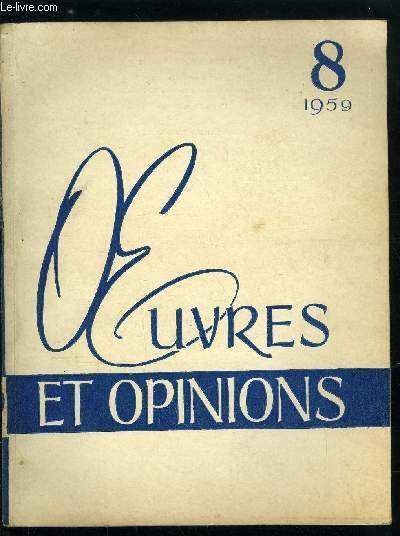 Le-livre.com
8
1959
ŒUVRES
ET OPINIONS